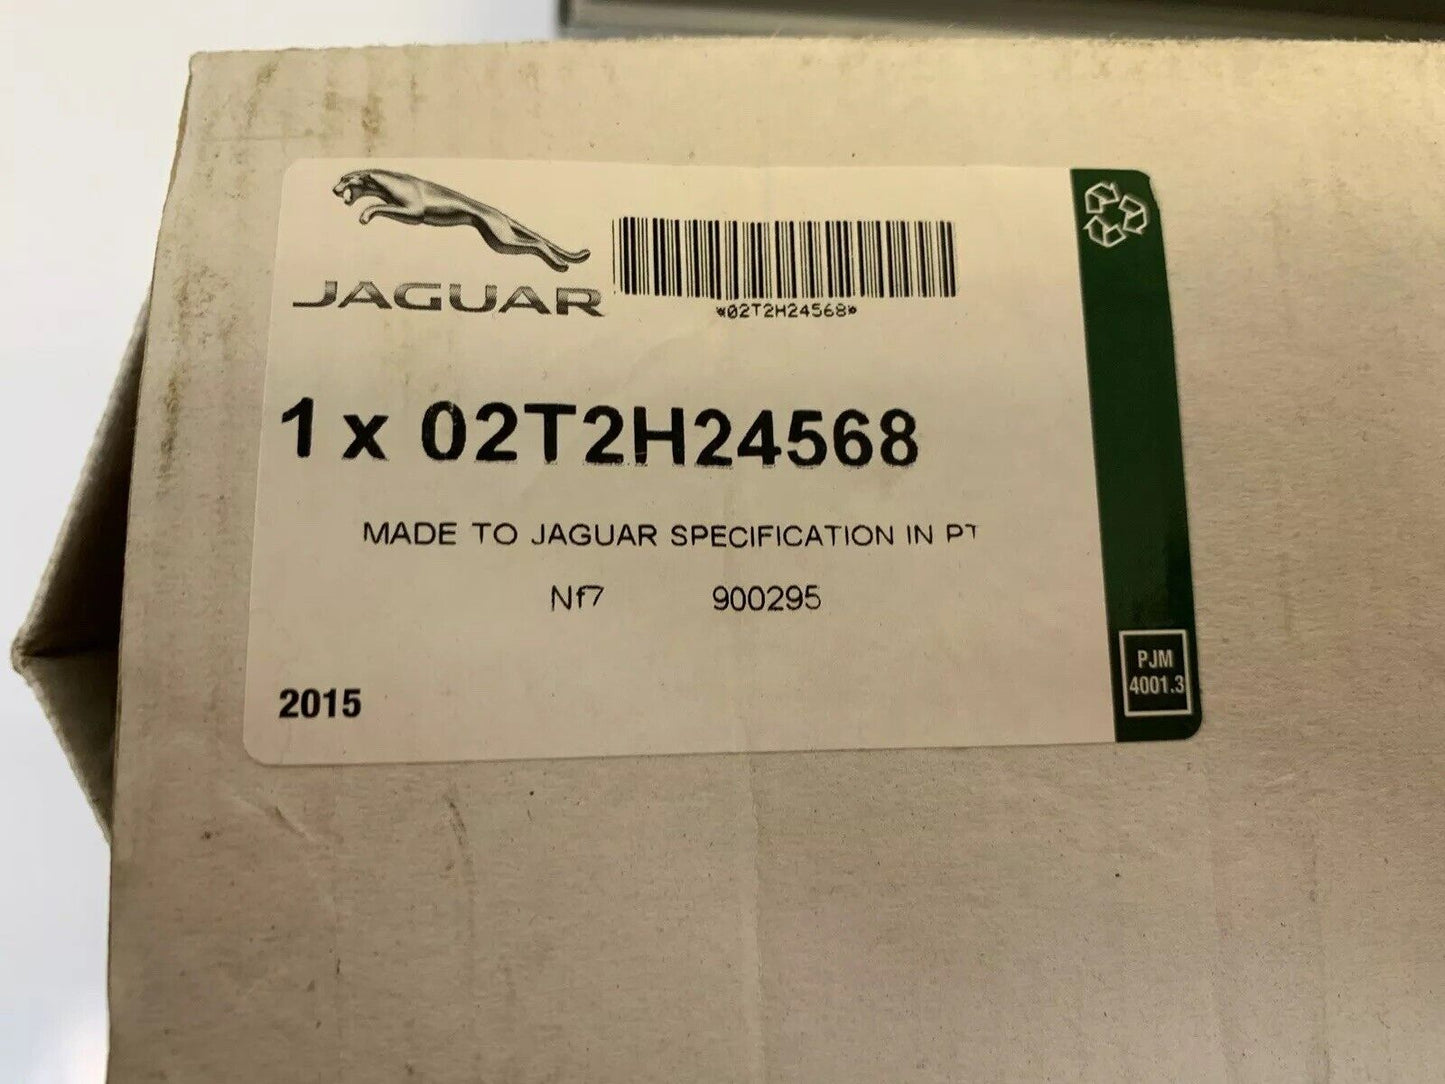 JAGUAR
*02T2H24568*
1 x 02T2H24568
MADE TO JAGUAR SPECIFICATION IN PT
Nf7 900295
2015
PJM
4001.3